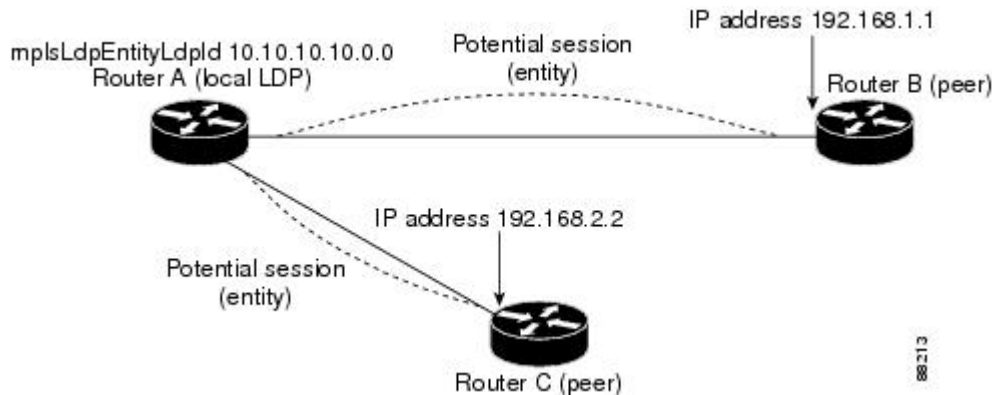 IP address 192.168.1.1
mplsLdpEntityLdpId 10.10.10.10.0.0
Router A (local LDP)
Potential session
(entity)
Router B (peer)
IP address 192.168.2.2
Potential session
(entity)
Router C (peer)
88213